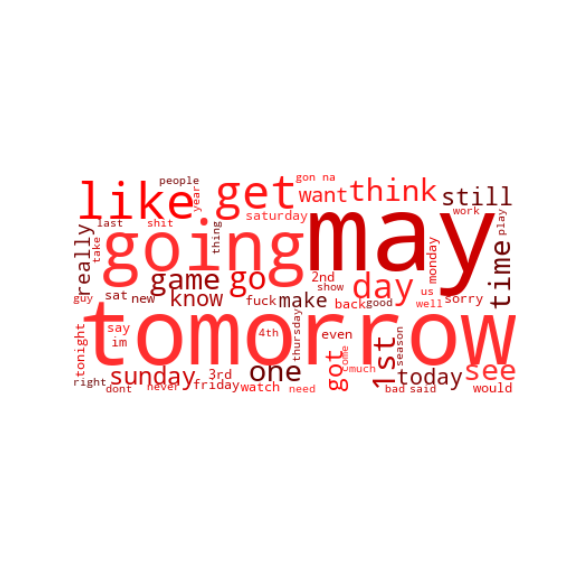 people
gon na
like
get
want
think
still
year
saturday
work
last
shit
thing
may
play
take
really
going
game
go
2nd
day
monday
time
show
us
guy
sat
new
know
fuck
make
back
good
well
sorry
tomorrow
tonight
say
im
4th
thursday
even
come
season
1st
right
sunday
3rd
one
got
much
today
see
dont
never
friday
watch
need
bad
said
would